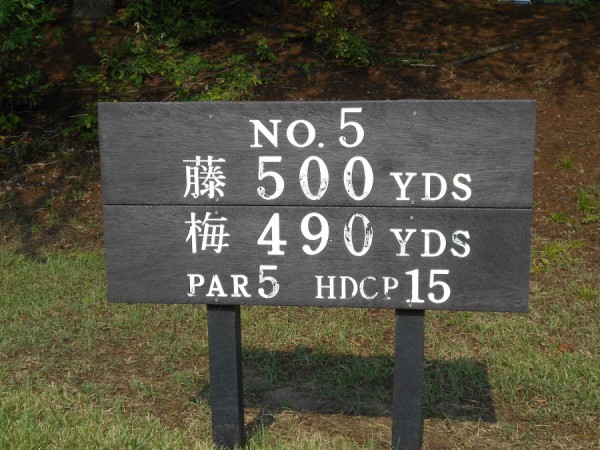 NO. 5
藤 500 YDS
梅 490 YDS
PAR 5 HDCP 15